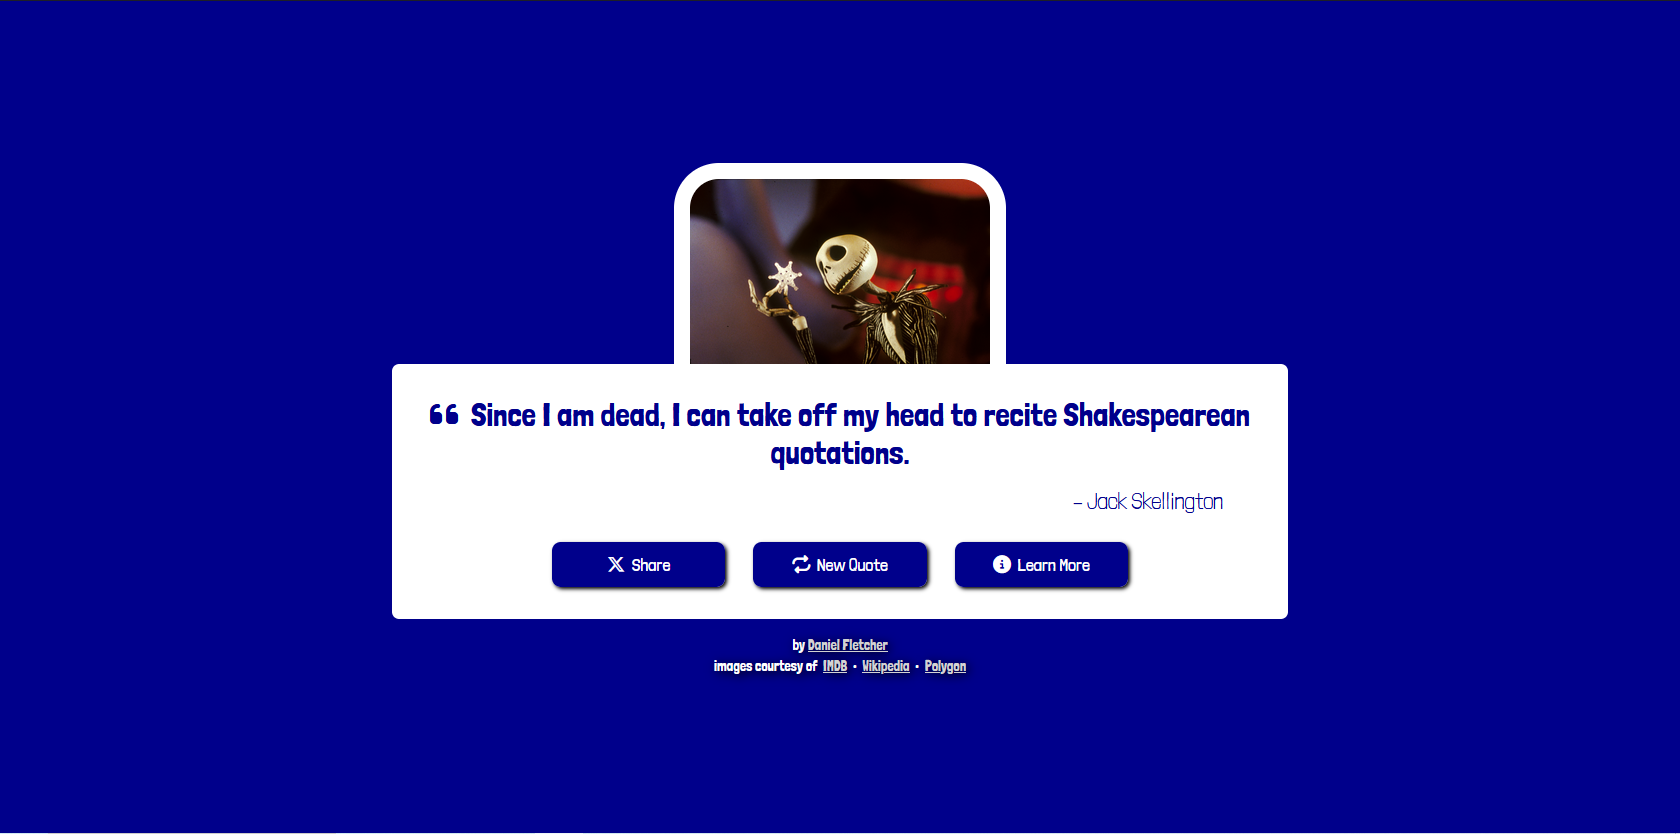 “ Since I am dead, I can take off my head to recite Shakespearean
quotations.
– Jack Skellington
Share
New Quote
Learn More
by Daniel Fletcher
images courtesy of IMDB • Wikipedia • Polygon